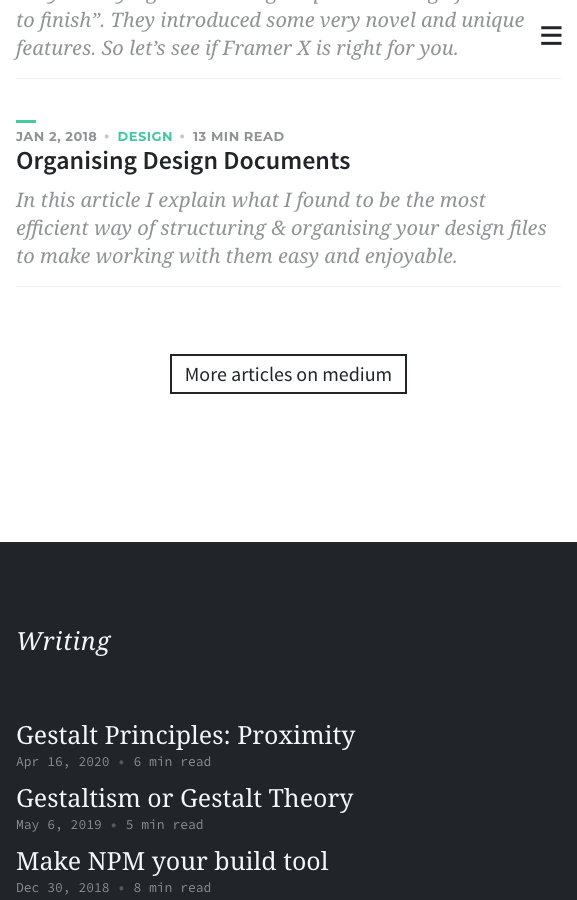 to finish”. They introduced some very novel and unique
features. So let’s see if Framer X is right for you.
JAN 2, 2018 • DESIGN • 13 MIN READ
Organising Design Documents
In this article I explain what I found to be the most
efficient way of structuring & organising your design files
to make working with them easy and enjoyable.
More articles on medium
Writing
Gestalt Principles: Proximity
Apr 16, 2020 • 6 min read
Gestaltism or Gestalt Theory
May 6, 2019 • 5 min read
Make NPM your build tool
Dec 30, 2018 • 8 min read